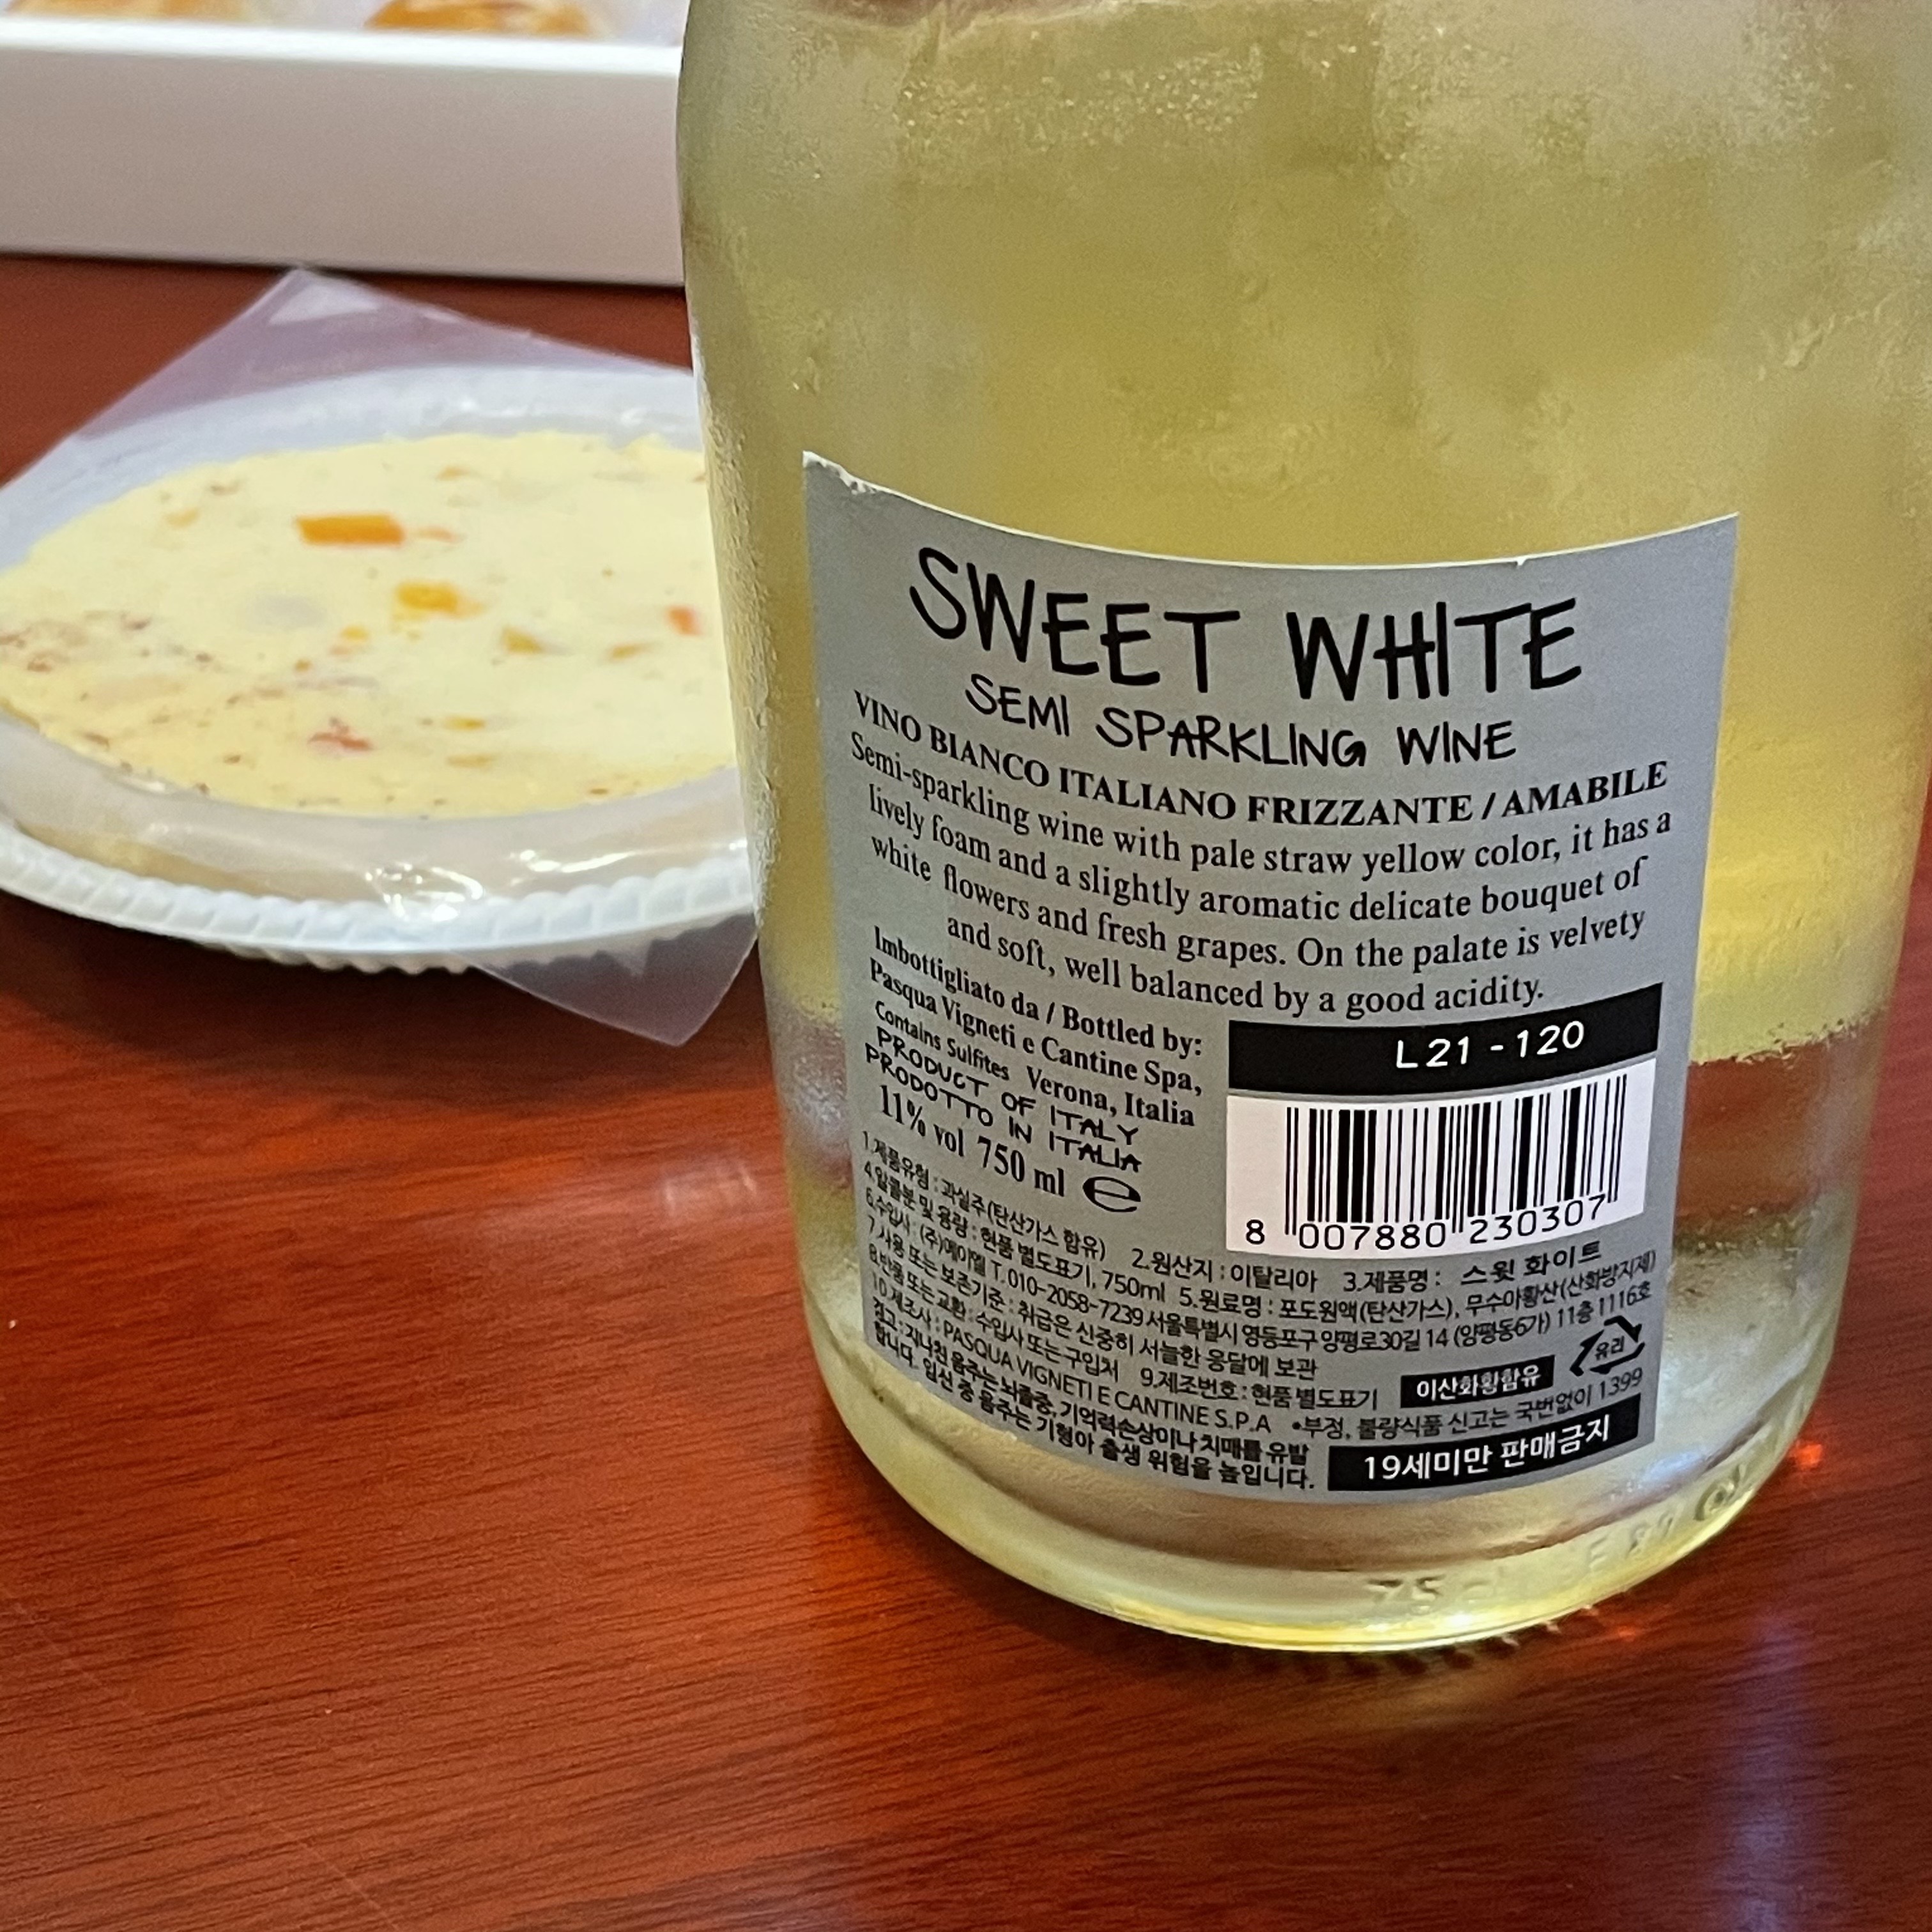 SWEET WHITE
SEMI SPARKLING WINE
VINO BIANCO ITALIANO FRIZZANTE / AMABILE
Semi-sparkling wine with pale straw yellow color, it has a
lively foam and a slightly aromatic delicate bouquet of
white flowers and fresh grapes. On the palate is velvety
and soft, well balanced by a good acidity.
Imbottigliato da / Bottled by:
Pasqua Vigneti e Cantine Spa,
Contains Sulfites Verona, Italia
PRODUCT OF ITALY
PRODOTTO IN ITALIA
11% vol 750 ml e
L21-120
8 007880 230307
1.제품유형 : 과실주(탄산가스 함유) 2.원산지 : 이탈리아 3.제품명 : 스윗 화이트
4.알콜분 및 용량 : 현품 별도표기, 750ml 5.원료명 : 포도원액(탄산가스), 무수아황산(산화방지제)
6.수입사 : (주)에이엘 T.010-2058-7239 서울특별시 영등포구 양평로30길 14 (양평동6가) 11층 1116호
7.사용 또는 보존기준 : 취급은 신중히 서늘한 응달에 보관
8.반품 또는 교환 : 수입사 또는 구입처 9.제조번호 : 현품 별도표기
이산화황함유
유리
10.제조사 : PASQUA VIGNETI E CANTINE S.P.A •부정, 불량식품 신고는 국번없이 1399
경고 : 지나친 음주는 뇌졸중, 기억력손상이나 치매를 유발
합니다. 임신 중 음주는 기형아 출생 위험을 높입니다.
19세미만 판매금지